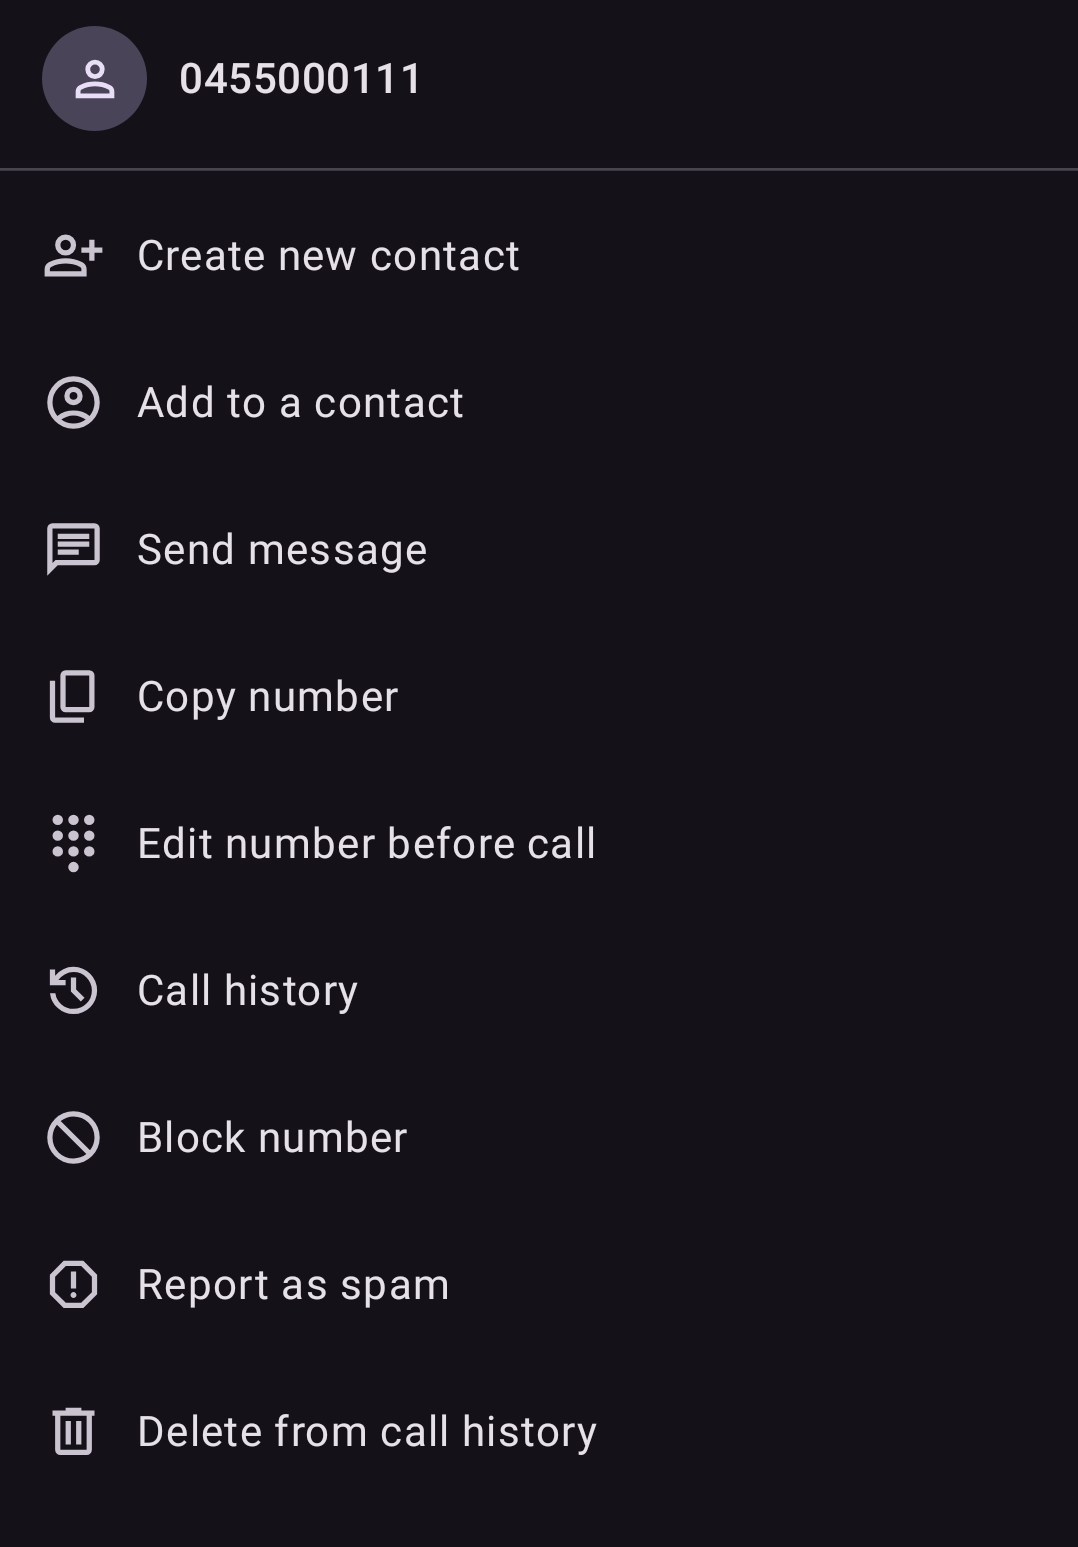 0455000111
Create new contact
Add to a contact
Send message
Copy number
Edit number before call
Call history
Block number
Report as spam
Delete from call history